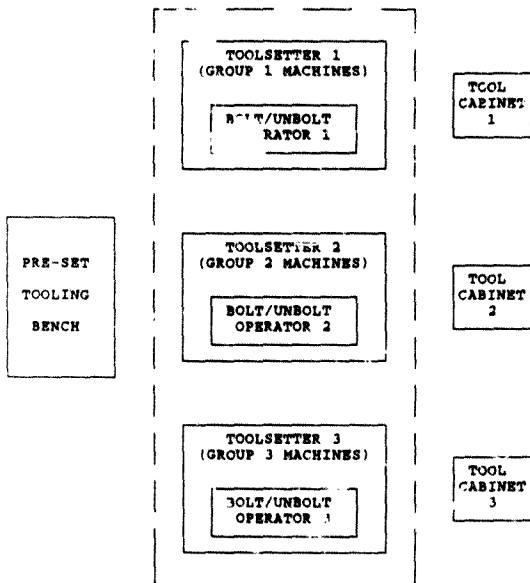 TOOLSETTER 1
(GROUP 1 MACHINES)
BOLT/UNBOLT
RATOR 1
TOOL
CABINET
1
PRE-SET
TOOLING
BENCH
TOOLSETTER 2
(GROUP 2 MACHINES)
BOLT/UNBOLT
OPERATOR 2
TOOL
CABINET
2
TOOLSETTER 3
(GROUP 3 MACHINES)
BOLT/UNBOLT
OPERATOR 3
TOOL
CABINET
3